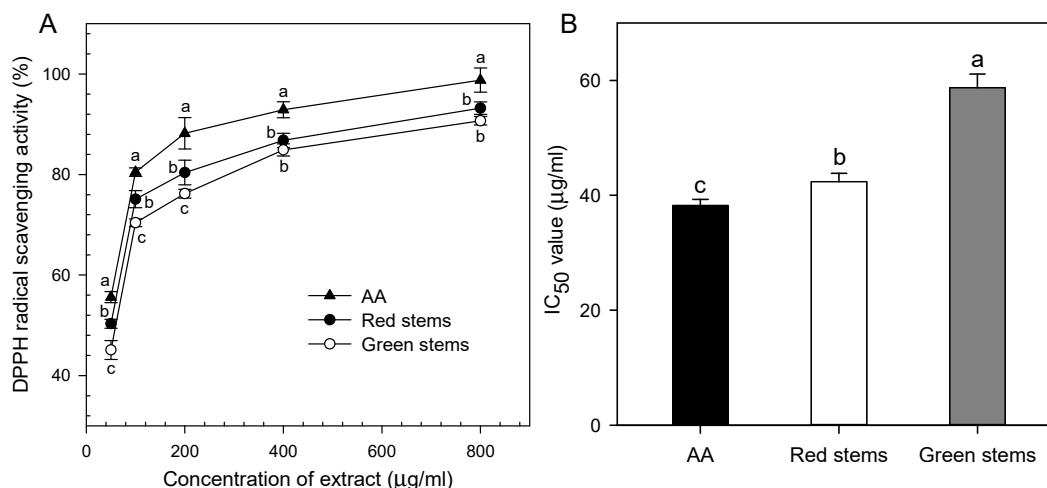 A
DPPH radical scavenging activity (%)
100
80
60
40
a
a
a
a
a
b
b
b
b
b
c
c
c
b
b
AA
Red stems
Green stems
0
200
400
600
800
Concentration of extract (µg/ml)
B
IC50 value (µg/ml)
60
40
20
0
c
b
a
AA
Red stems
Green stems